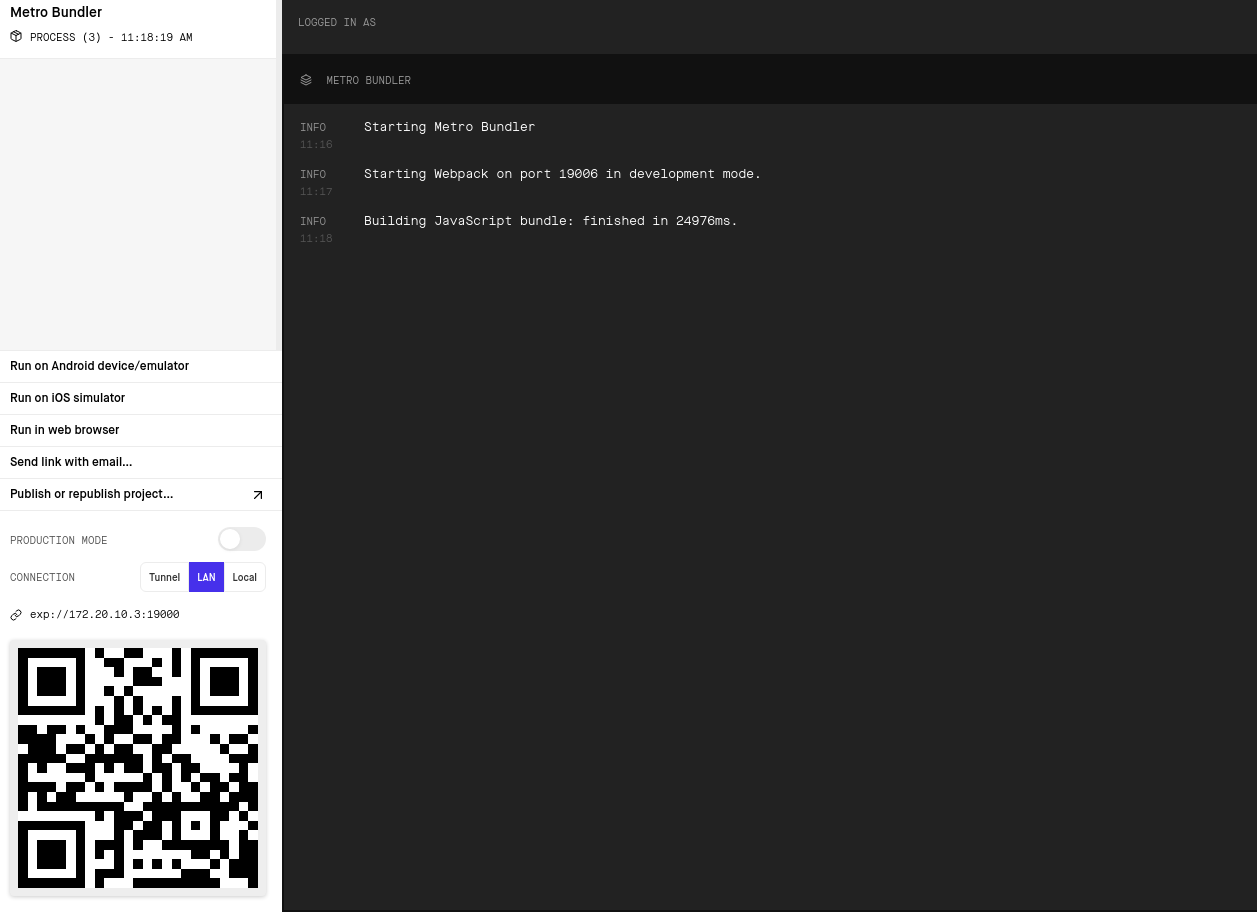 Metro Bundler
PROCESS (3) - 11:18:19 AM
Run on Android device/emulator
Run on iOS simulator
Run in web browser
Send link with email...
Publish or republish project...
PRODUCTION MODE
CONNECTION
Tunnel LAN Local
exp://172.20.10.3:19000
LOGGED IN AS
METRO BUNDLER
INFO Starting Metro Bundler
11:16
INFO Starting Webpack on port 19006 in development mode.
11:17
INFO Building JavaScript bundle: finished in 24976ms.
11:18